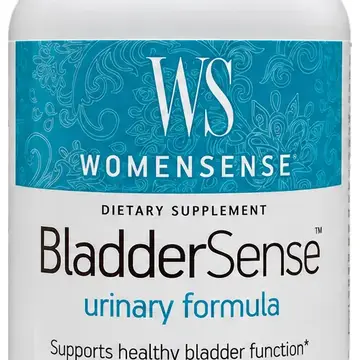 WS
WOMENSENSE®
DIETARY SUPPLEMENT
BladderSense™
urinary formula
Supports healthy bladder function*